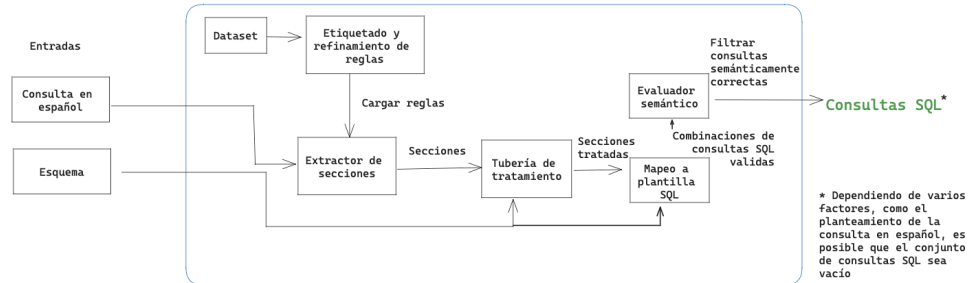 Entradas
Consulta en
español
Esquema
Dataset
Etiquetado y
refinamiento de
reglas
Cargar reglas
Extractor de
secciones
Secciones
Tubería de
tratamiento
Secciones
tratadas
Mapeo a
plantilla
SQL
Combinaciones de
consultas SQL
validas
Evaluador
semántico
Filtrar
consultas
semánticamente
correctas
Consultas SQL*
* Dependiendo de varios
factores, como el
planteamiento de la
consulta en español, es
posible que el conjunto
de consultas SQL sea
vacío